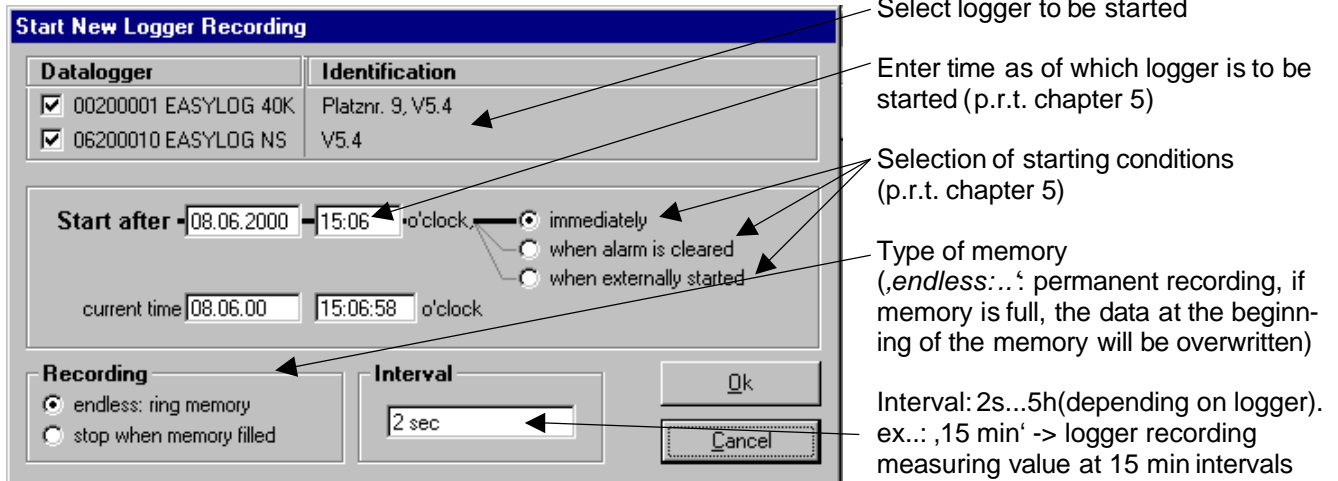 Start New Logger Recording
Datalogger Identification
00200001 EASYLOG 40K Platznr. 9, V5.4
06200010 EASYLOG NS V5.4
Start after 08.06.2000 15:06 o'clock, immediately
when alarm is cleared
when externally started
current time 08.06.00 15:06:58 o'clock
Recording
endless: ring memory
stop when memory filled
Interval
2 sec
Ok
Cancel
Select logger to be started
Enter time as of which logger is to be
started (p.r.t. chapter 5)
Selection of starting conditions
(p.r.t. chapter 5)
Type of memory
(‚endless:..‘: permanent recording, if
memory is full, the data at the beginn-
ing of the memory will be overwritten)
Interval: 2s...5h(depending on logger).
ex..: ‚15 min‘ -> logger recording
measuring value at 15 min intervals